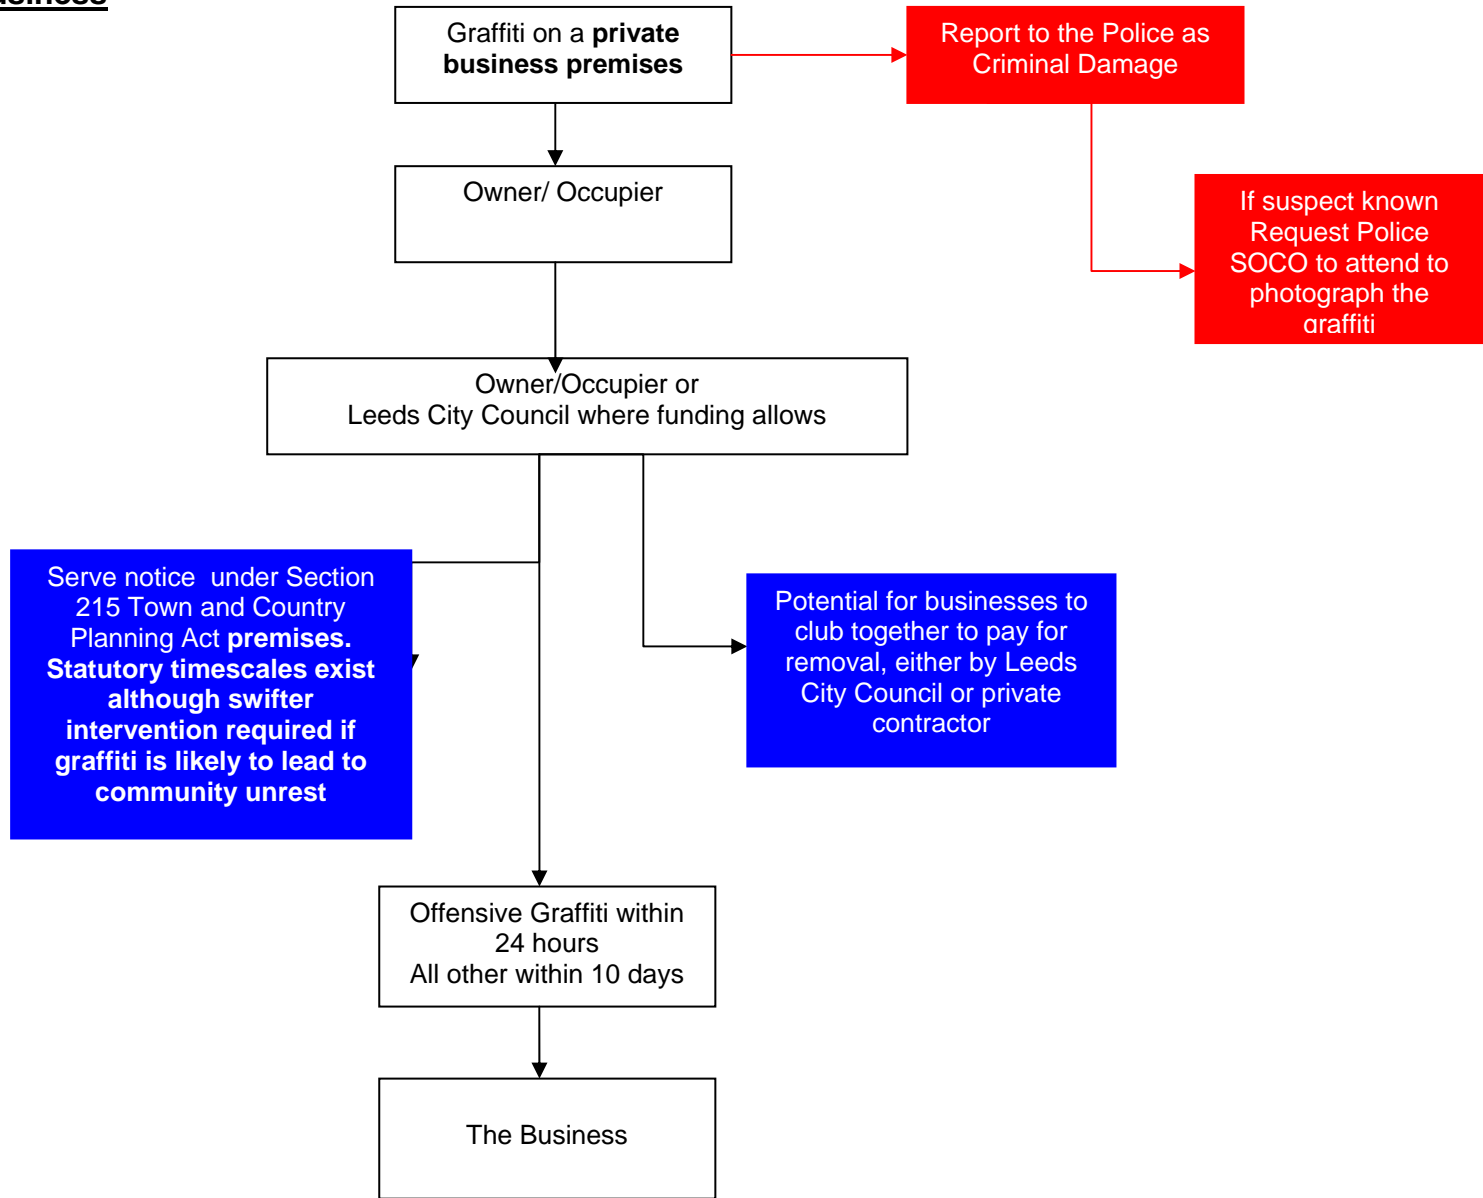 Graffiti on a private
business premises
Report to the Police as
Criminal Damage
Owner/ Occupier
If suspect known
Request Police
SOCO to attend to
photograph the
graffiti
Owner/Occupier or
Leeds City Council where funding allows
Serve notice under Section
215 Town and Country
Planning Act premises.
Statutory timescales exist
although swifter
intervention required if
graffiti is likely to lead to
community unrest
Potential for businesses to
club together to pay for
removal, either by Leeds
City Council or private
contractor
Offensive Graffiti within
24 hours
All other within 10 days
The Business